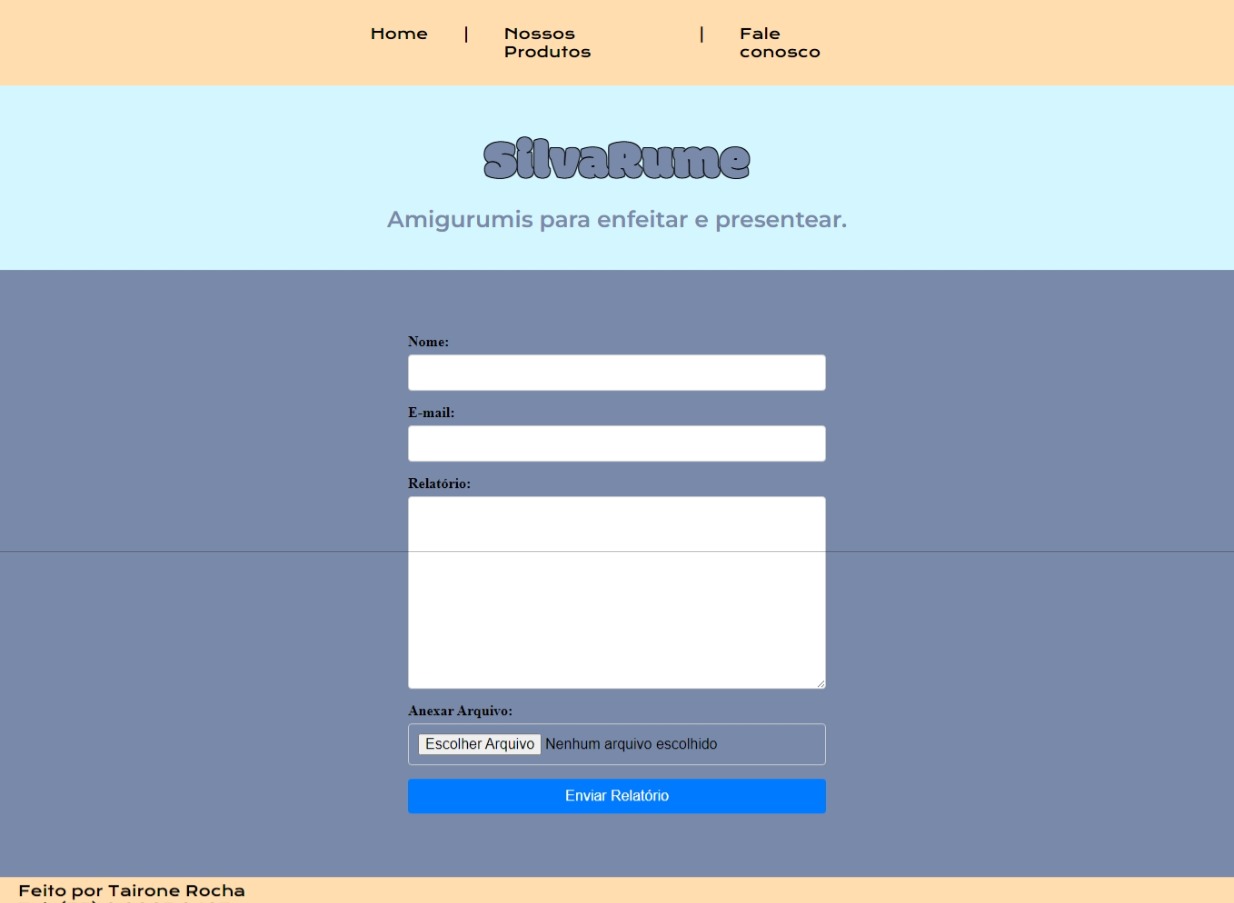 Home | Nossos | Fale
Produtos conosco
SilvaRume
Amigurumis para enfeitar e presentear.
Nome:
E-mail:
Relatório:
Anexar Arquivo:
Escolher Arquivo Nenhum arquivo escolhido
Enviar Relatório
Feito por Tairone Rocha